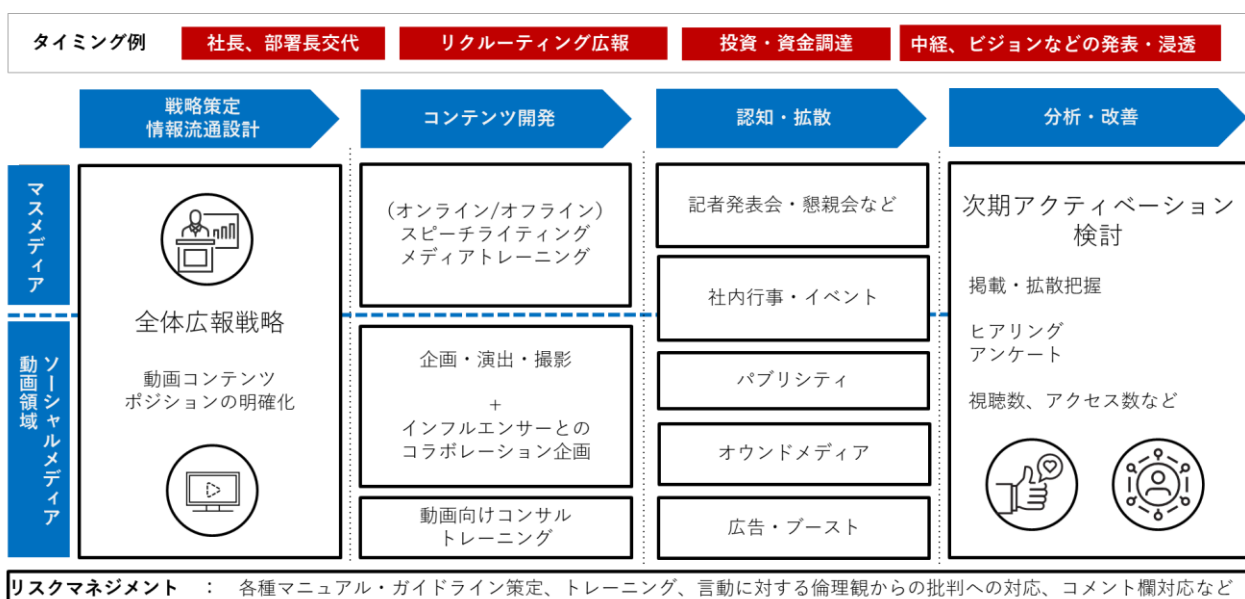 タイミング例
社長、部署長交代
リクルーティング広報
投資・資金調達
中経、ビジョンなどの発表・浸透
戦略策定
情報流通設計
コンテンツ開発
認知・拡散
分析・改善
マスメディア
ソーシャルメディア
動画領域
全体広報戦略
動画コンテンツ
ポジションの明確化
(オンライン/オフライン)
スピーチライティング
メディアトレーニング
企画・演出・撮影
+
インフルエンサーとの
コラボレーション企画
動画向けコンサル
トレーニング
記者発表会・懇親会など
社内行事・イベント
パブリシティ
オウンドメディア
広告・ブースト
次期アクティベーション
検討
掲載・拡散把握
ヒアリング
アンケート
視聴数、アクセス数など
リスクマネジメント ： 各種マニュアル・ガイドライン策定、トレーニング、言動に対する倫理観からの批判への対応、コメント欄対応など